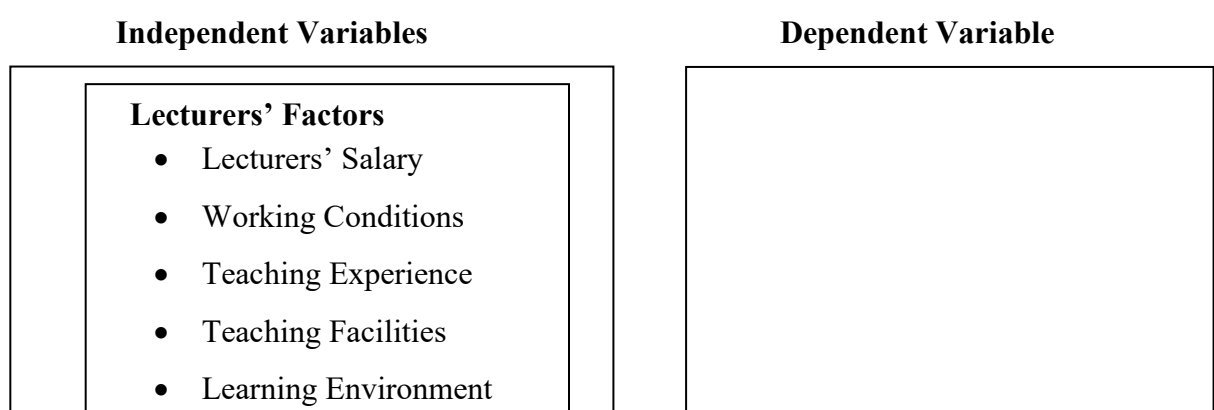 Independent Variables
Dependent Variable
Lecturers’ Factors
• Lecturers’ Salary
• Working Conditions
• Teaching Experience
• Teaching Facilities
• Learning Environment